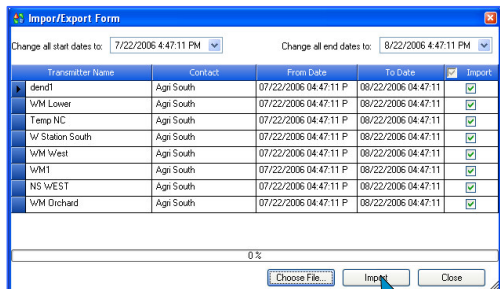 Impor/Export Form
Change all start dates to: 7/22/2006 4:47:11 PM Change all end dates to: 8/22/2006 4:47:11 PM
Transmitter Name Contact From Date To Date Import
dend1 Agri South 07/22/2006 04:47:11 P 08/22/2006 04:47:11
WM Lower Agri South 07/22/2006 04:47:11 P 08/22/2006 04:47:11
Temp NC Agri South 07/22/2006 04:47:11 P 08/22/2006 04:47:11
W Station South Agri South 07/22/2006 04:47:11 P 08/22/2006 04:47:11
WM West Agri South 07/22/2006 04:47:11 P 08/22/2006 04:47:11
WM1 Agri South 07/22/2006 04:47:11 P 08/22/2006 04:47:11
NS WEST Agri South 07/22/2006 04:47:11 P 08/22/2006 04:47:11
WM Orchard Agri South 07/22/2006 04:47:11 P 08/22/2006 04:47:11
0 %
Choose File... Import Close